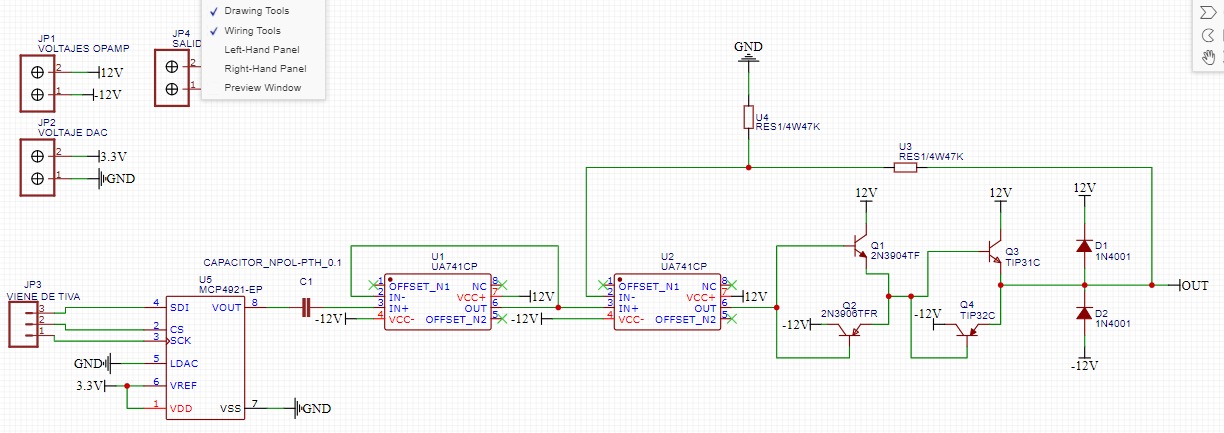 Drawing Tools
Wiring Tools
Left-Hand Panel
Right-Hand Panel
Preview Window
JP1
VOLTAJES OPAMP
2
12V
1
-12V
JP4
SALID
2
1
JP2
VOLTAJE DAC
2
3.3V
1
GND
GND
U4
RES1/4W47K
U3
RES1/4W47K
12V
Q1
2N3904TF
12V
Q3
TIP31C
12V
D1
1N4001
OUT
D2
1N4001
-12V
Q2
2N3906TFR
-12V
Q4
TIP32C
-12V
CAPACITOR_NPOL-PTH_0.1
C1
U1
UA741CP
1 OFFSET_N1 NC 8
2 IN- VCC+ 7
3 IN+ OUT 6
4 VCC- OFFSET_N2 5
12V
-12V
U2
UA741CP
1 OFFSET_N1 NC 8
2 IN- VCC+ 7
3 IN+ OUT 6
4 VCC- OFFSET_N2 5
12V
-12V
JP3
VIENE DE TIVA
3
2
1
U5
MCP4921-EP
4 SDI VOUT 8
2 CS
3 SCK
5 LDAC
6 VREF
1 VDD VSS 7
GND
3.3V
GND